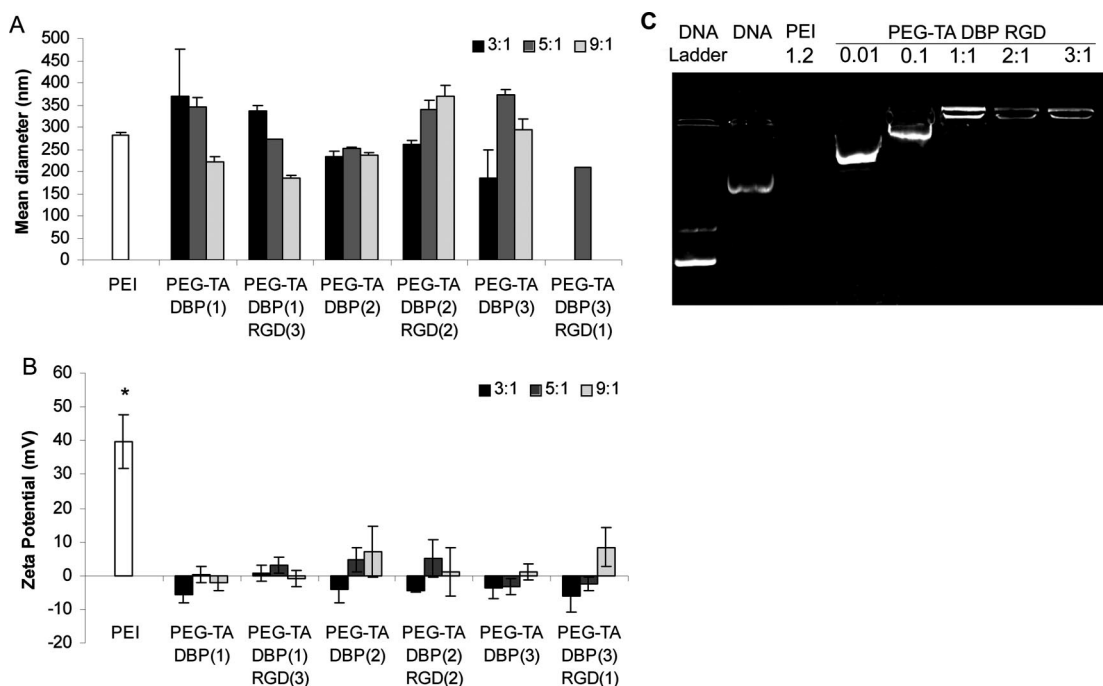 A
Mean diameter (nm)
500
450
400
350
300
250
200
150
100
50
0
3:1 5:1 9:1
PEI
PEG-TA
DBP(1)
PEG-TA
DBP(1)
RGD(3)
PEG-TA
DBP(2)
PEG-TA
DBP(2)
RGD(2)
PEG-TA
DBP(3)
PEG-TA
DBP(3)
RGD(1)
B
Zeta Potential (mV)
60
50
40
30
20
10
0
-10
-20
*
3:1 5:1 9:1
PEI
PEG-TA
DBP(1)
PEG-TA
DBP(1)
RGD(3)
PEG-TA
DBP(2)
PEG-TA
DBP(2)
RGD(2)
PEG-TA
DBP(3)
PEG-TA
DBP(3)
RGD(1)
C
DNA
Ladder
DNA
PEI
1.2
PEG-TA DBP RGD
0.01 0.1 1:1 2:1 3:1